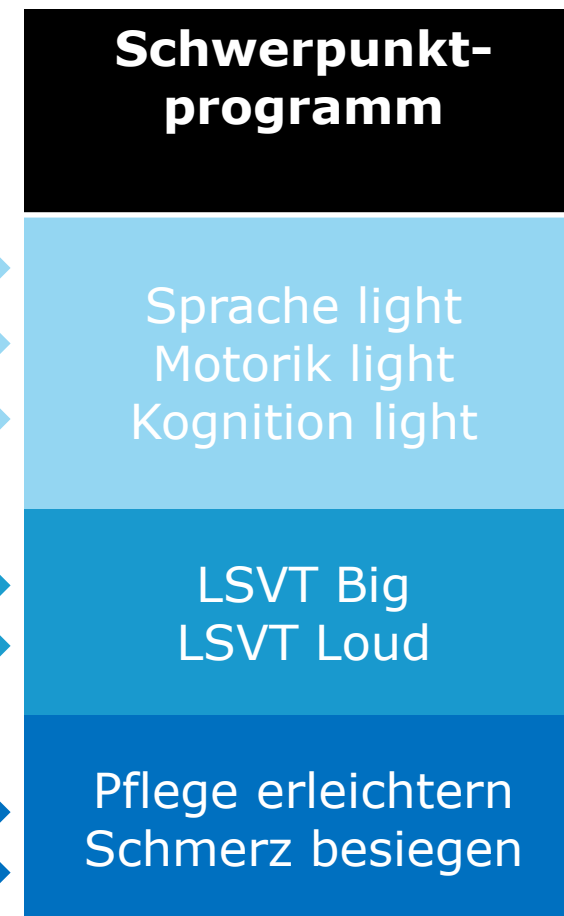 Schwerpunkt-
programm
Sprache light
Motorik light
Kognition light
LSVT Big
LSVT Loud
Pflege erleichtern
Schmerz besiegen